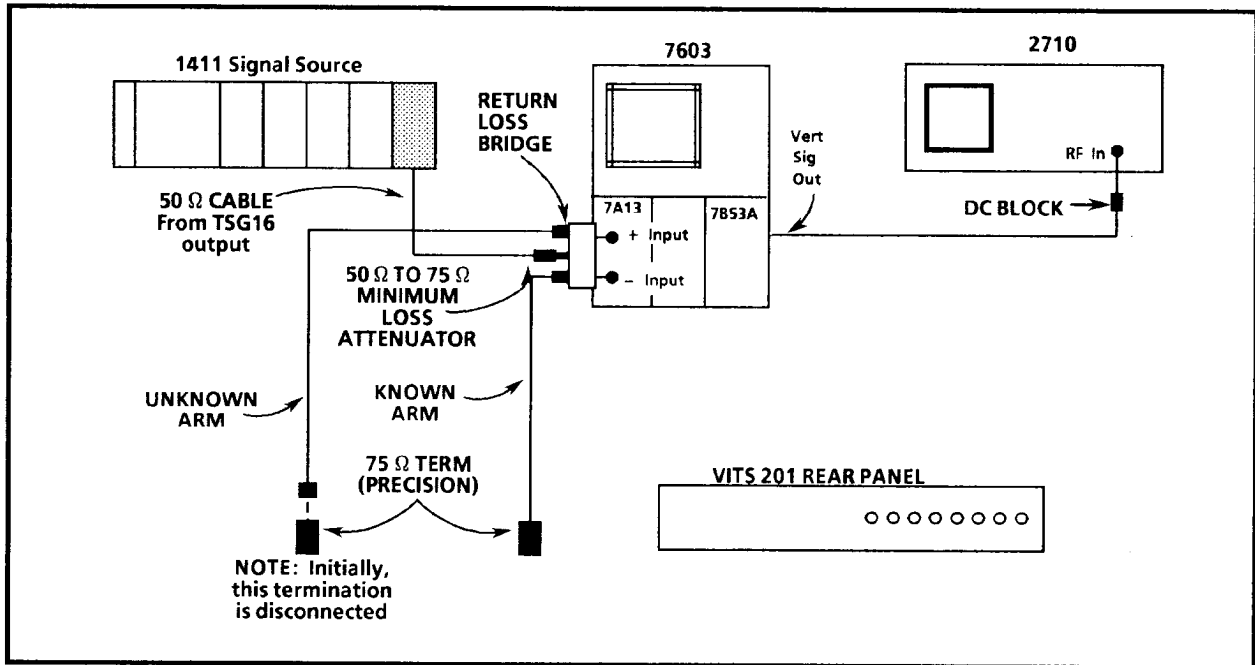 1411 Signal Source
7603
2710
RETURN
LOSS
BRIDGE
Vert
Sig
Out
RF In
50 Ω CABLE
From TSG16
output
7A13
7B53A
DC BLOCK
+ Input
– Input
50 Ω TO 75 Ω
MINIMUM
LOSS
ATTENUATOR
UNKNOWN
ARM
KNOWN
ARM
75 Ω TERM
(PRECISION)
VITS 201 REAR PANEL
NOTE: Initially,
this termination
is disconnected